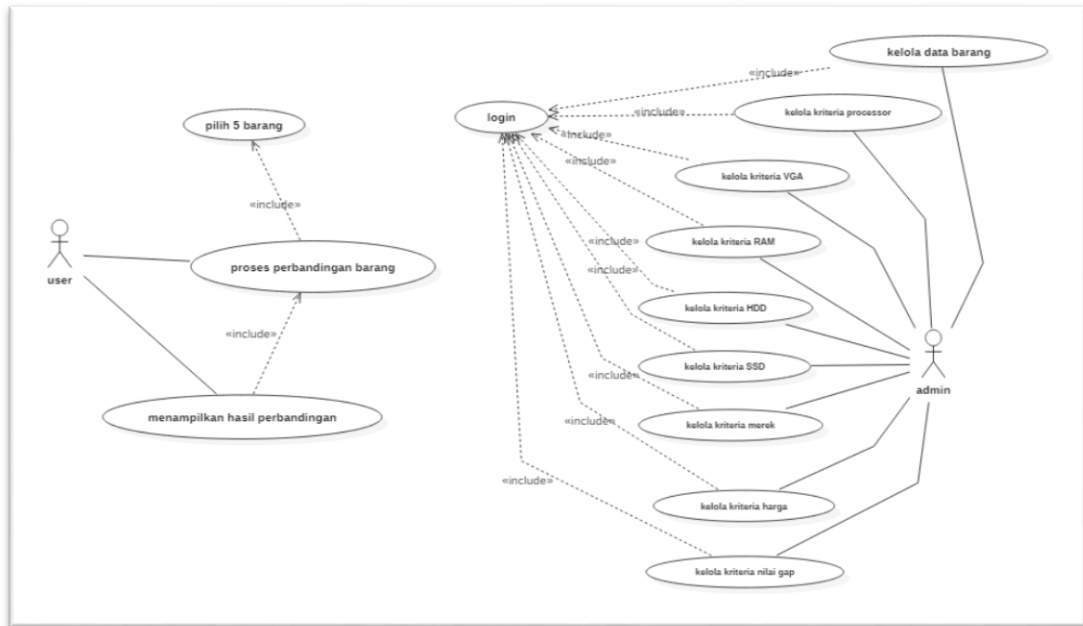 kelola data barang
«include»
login
«include»
kelola kriteria processor
pilih 5 barang
«include»
«include»
kelola kriteria VGA
«include»
«include»
kelola kriteria RAM
proses perbandingan barang
«include»
user
kelola kriteria HDD
«include»
kelola kriteria SSD
«include»
admin
menampilkan hasil perbandingan
«include»
kelola kriteria merek
«include»
kelola kriteria harga
kelola kriteria nilai gap